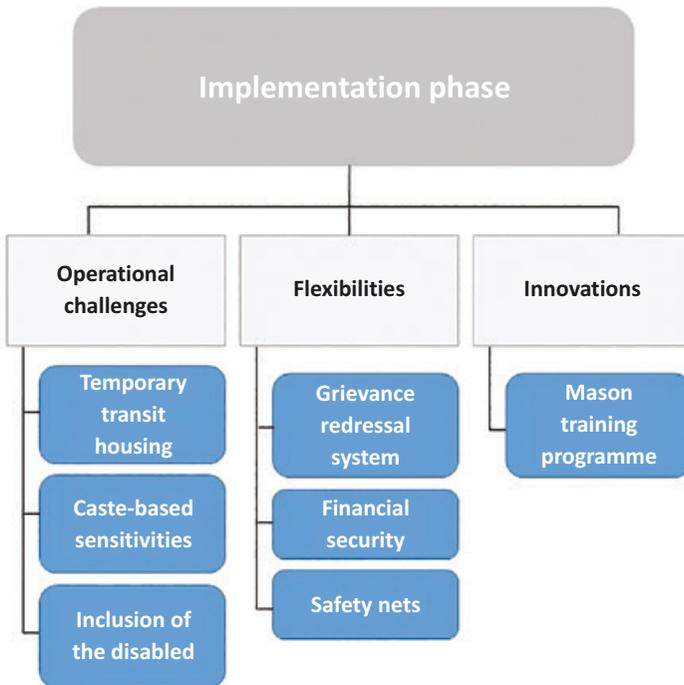 Implementation phase
Operational
challenges
Temporary
transit
housing
Caste-based
sensitivities
Inclusion of
the disabled
Flexibilities
Grievance
redressal
system
Financial
security
Safety nets
Innovations
Mason
training
programme